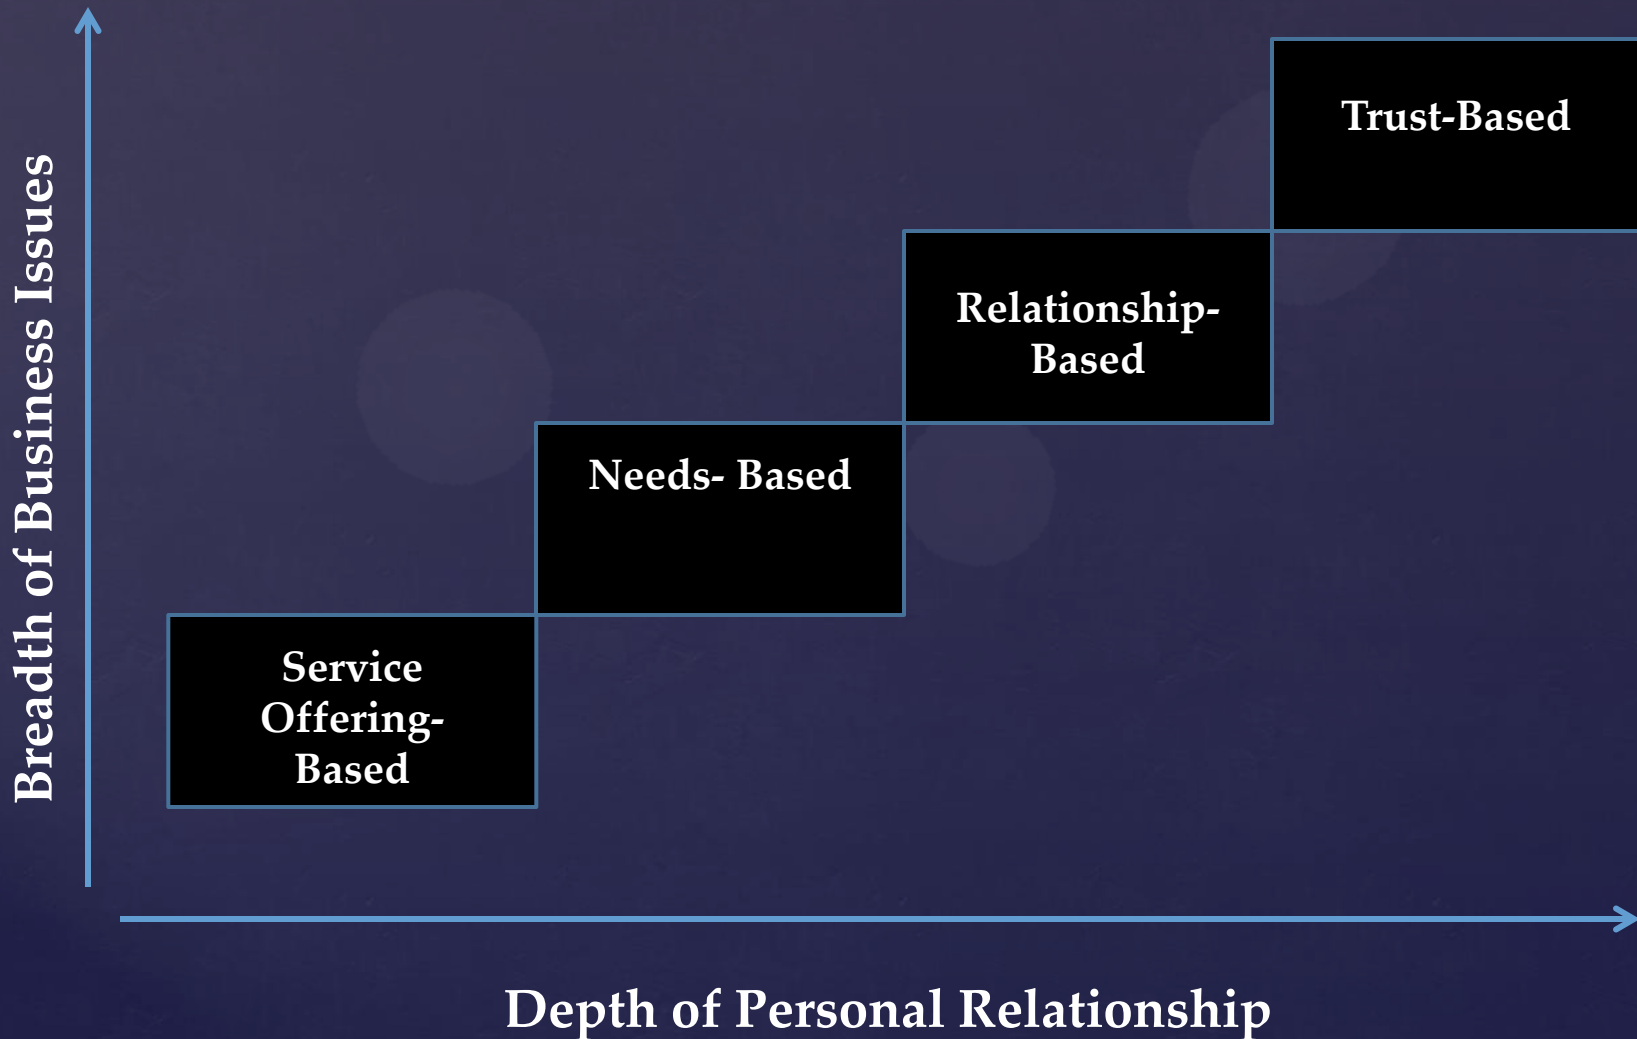 Breadth of Business Issues
Trust-Based
Relationship-
Based
Needs- Based
Service
Offering-
Based
Depth of Personal Relationship